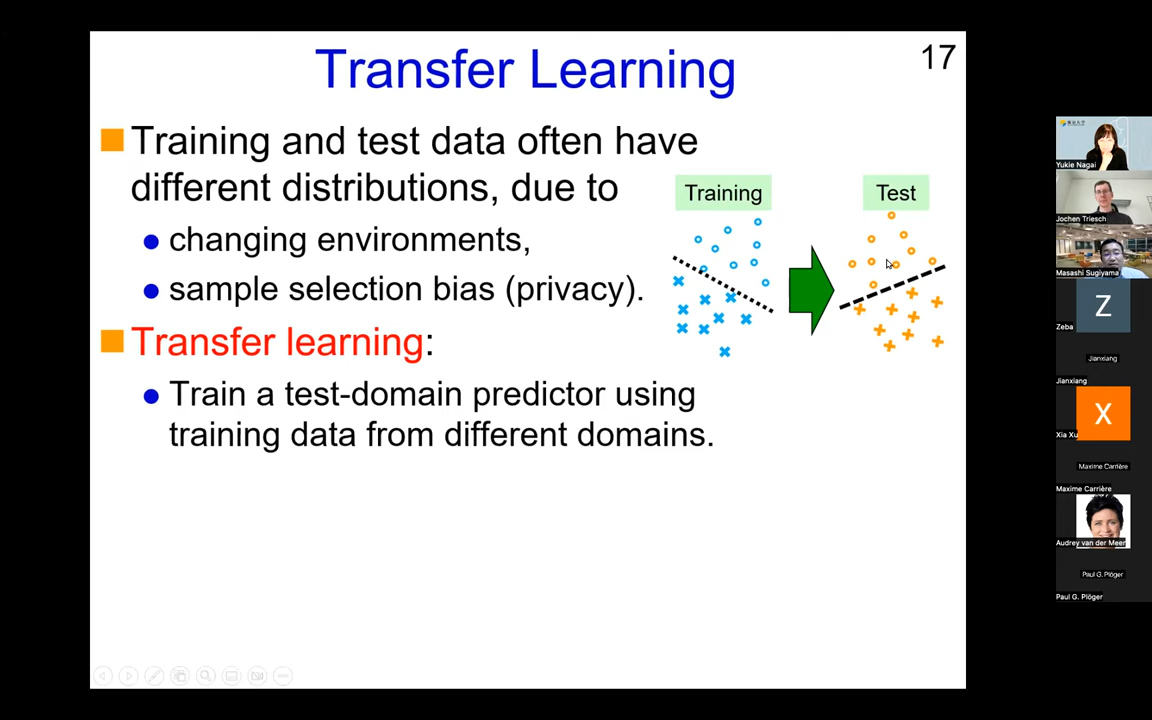 Transfer Learning
17
Training and test data often have
different distributions, due to
changing environments,
sample selection bias (privacy).
Transfer learning:
Train a test-domain predictor using
training data from different domains.
Training
Test
Yukie Nagai
Jochen Triesch
Masashi Sugiyama
Z
Zeba
Jianxiang
Jianxiang
X
Xia Xu
Maxime Carrière
Maxime Carrière
Audrey van der Meer
Paul G. Plöger
Paul G. Plöger